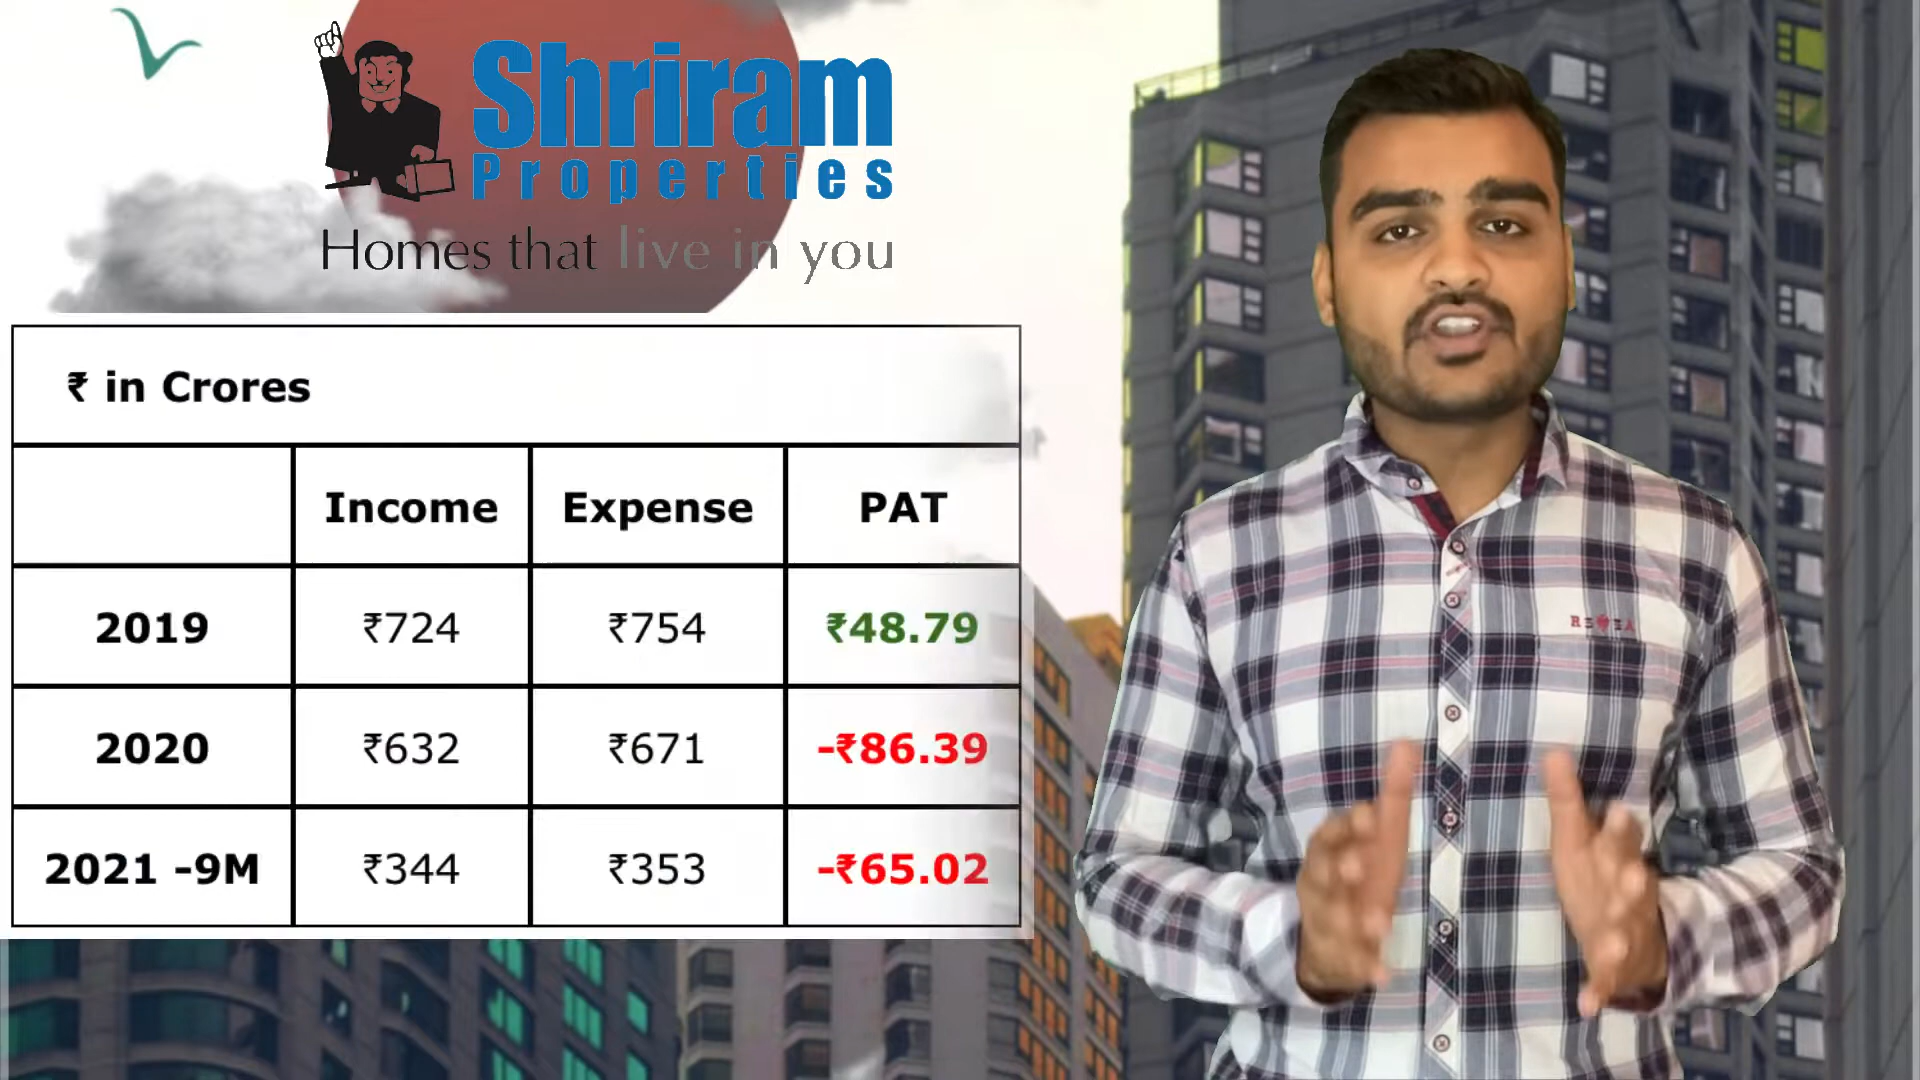 Shriram
Properties
Homes that live in you
₹ in Crores
Income Expense PAT
2019 ₹724 ₹754 ₹48.79
2020 ₹632 ₹671 -₹86.39
2021 -9M ₹344 ₹353 -₹65.02